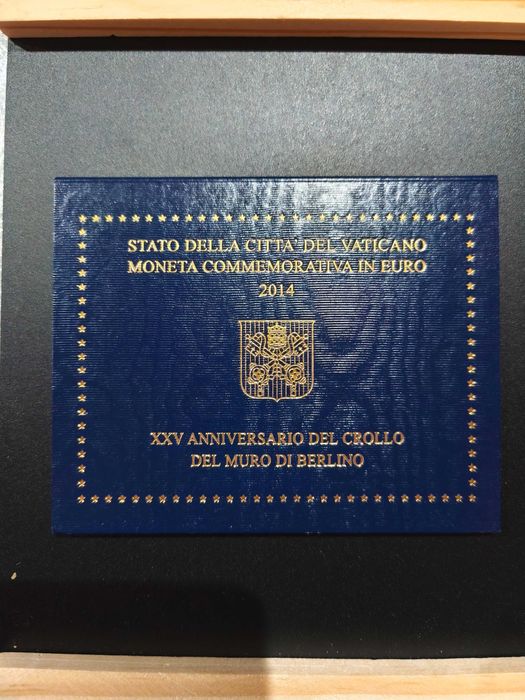 STATO DELLA CITTA' DEL VATICANO
MONETA COMMEMORATIVA IN EURO
2014
XXV ANNIVERSARIO DEL CROLLO
DEL MURO DI BERLINO